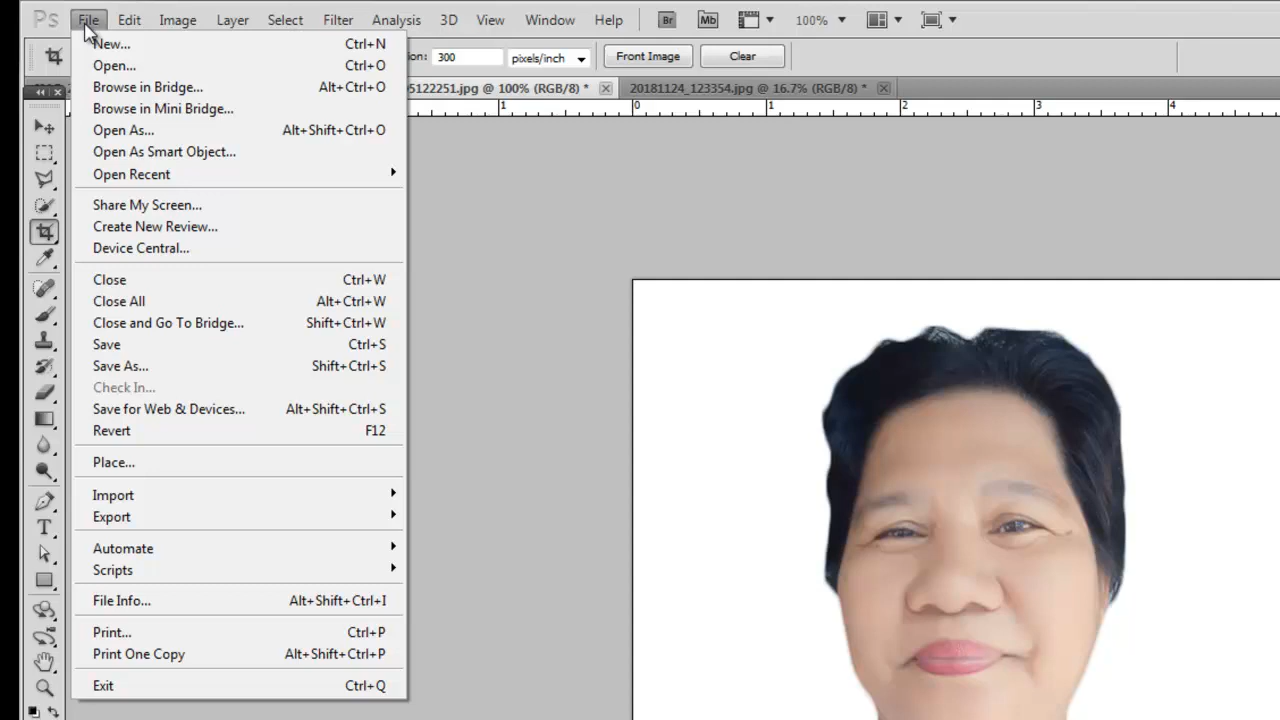 Ps File Edit Image Layer Select Filter Analysis 3D View Window Help Br Mb 100%
ion: 300 pixels/inch Front Image Clear
05122251.jpg @ 100% (RGB/8) * 20181124_123354.jpg @ 16.7% (RGB/8) *
1 0 1 2 3 4
New... Ctrl+N
Open... Ctrl+O
Browse in Bridge... Alt+Ctrl+O
Browse in Mini Bridge...
Open As... Alt+Shift+Ctrl+O
Open As Smart Object...
Open Recent
Share My Screen...
Create New Review...
Device Central...
Close Ctrl+W
Close All Alt+Ctrl+W
Close and Go To Bridge... Shift+Ctrl+W
Save Ctrl+S
Save As... Shift+Ctrl+S
Check In...
Save for Web & Devices... Alt+Shift+Ctrl+S
Revert F12
Place...
Import
Export
Automate
Scripts
File Info... Alt+Shift+Ctrl+I
Print... Ctrl+P
Print One Copy Alt+Shift+Ctrl+P
Exit Ctrl+Q